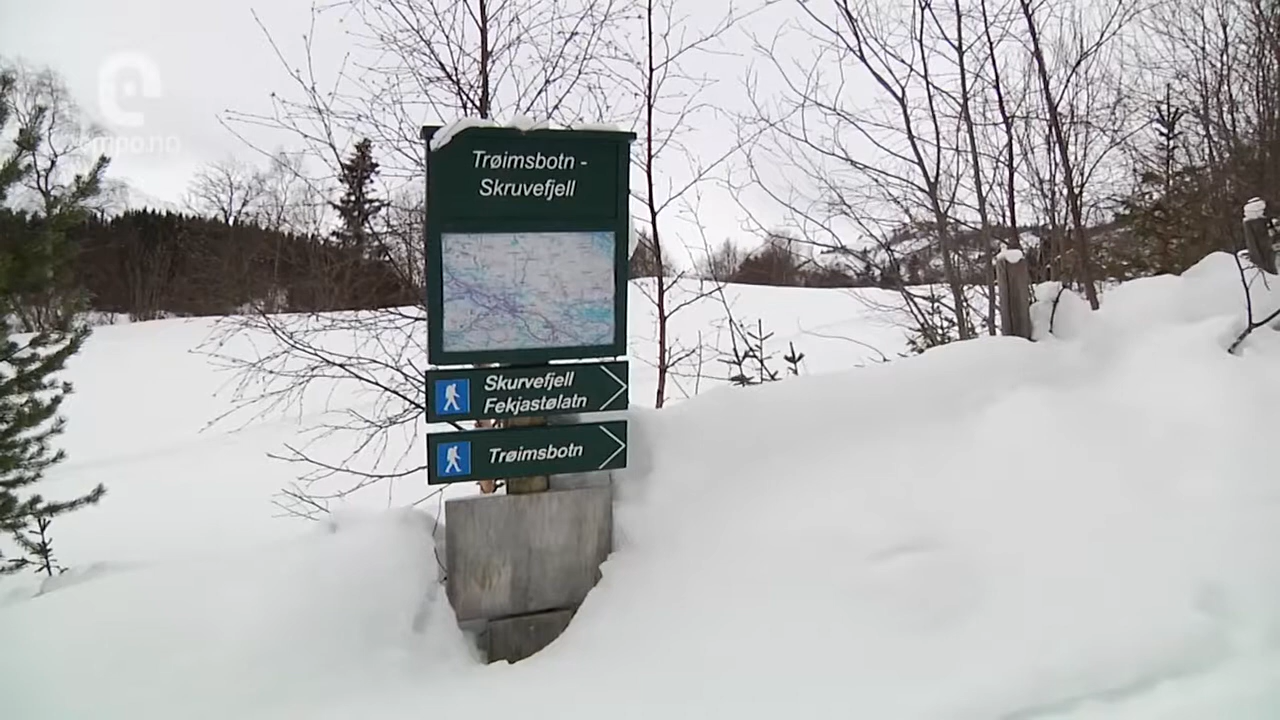 Trøimsbotn -
Skruvefjell
Skurvefjell
Fekjastølatn
Trøimsbotn